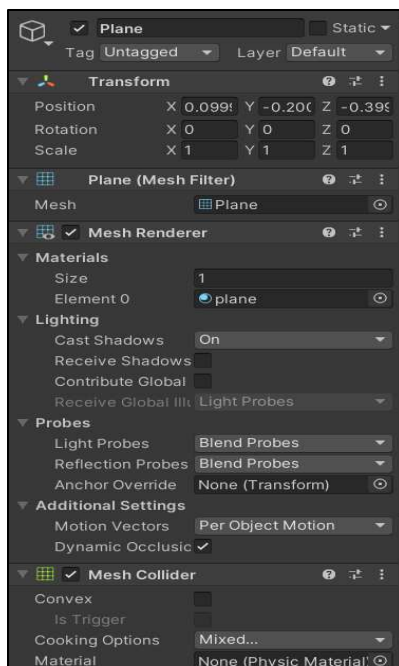 Plane Static
Tag Untagged Layer Default
Transform
Position X 0.099 Y -0.20 Z -0.39
Rotation X 0 Y 0 Z 0
Scale X 1 Y 1 Z 1
Plane (Mesh Filter)
Mesh Plane
Mesh Renderer
Materials
Size 1
Element 0 plane
Lighting
Cast Shadows On
Receive Shadows
Contribute Global
Receive Global Illu Light Probes
Probes
Light Probes Blend Probes
Reflection Probes Blend Probes
Anchor Override None (Transform)
Additional Settings
Motion Vectors Per Object Motion
Dynamic Occlusic
Mesh Collider
Convex
Is Trigger
Cooking Options Mixed...
Material None (Physic Material)